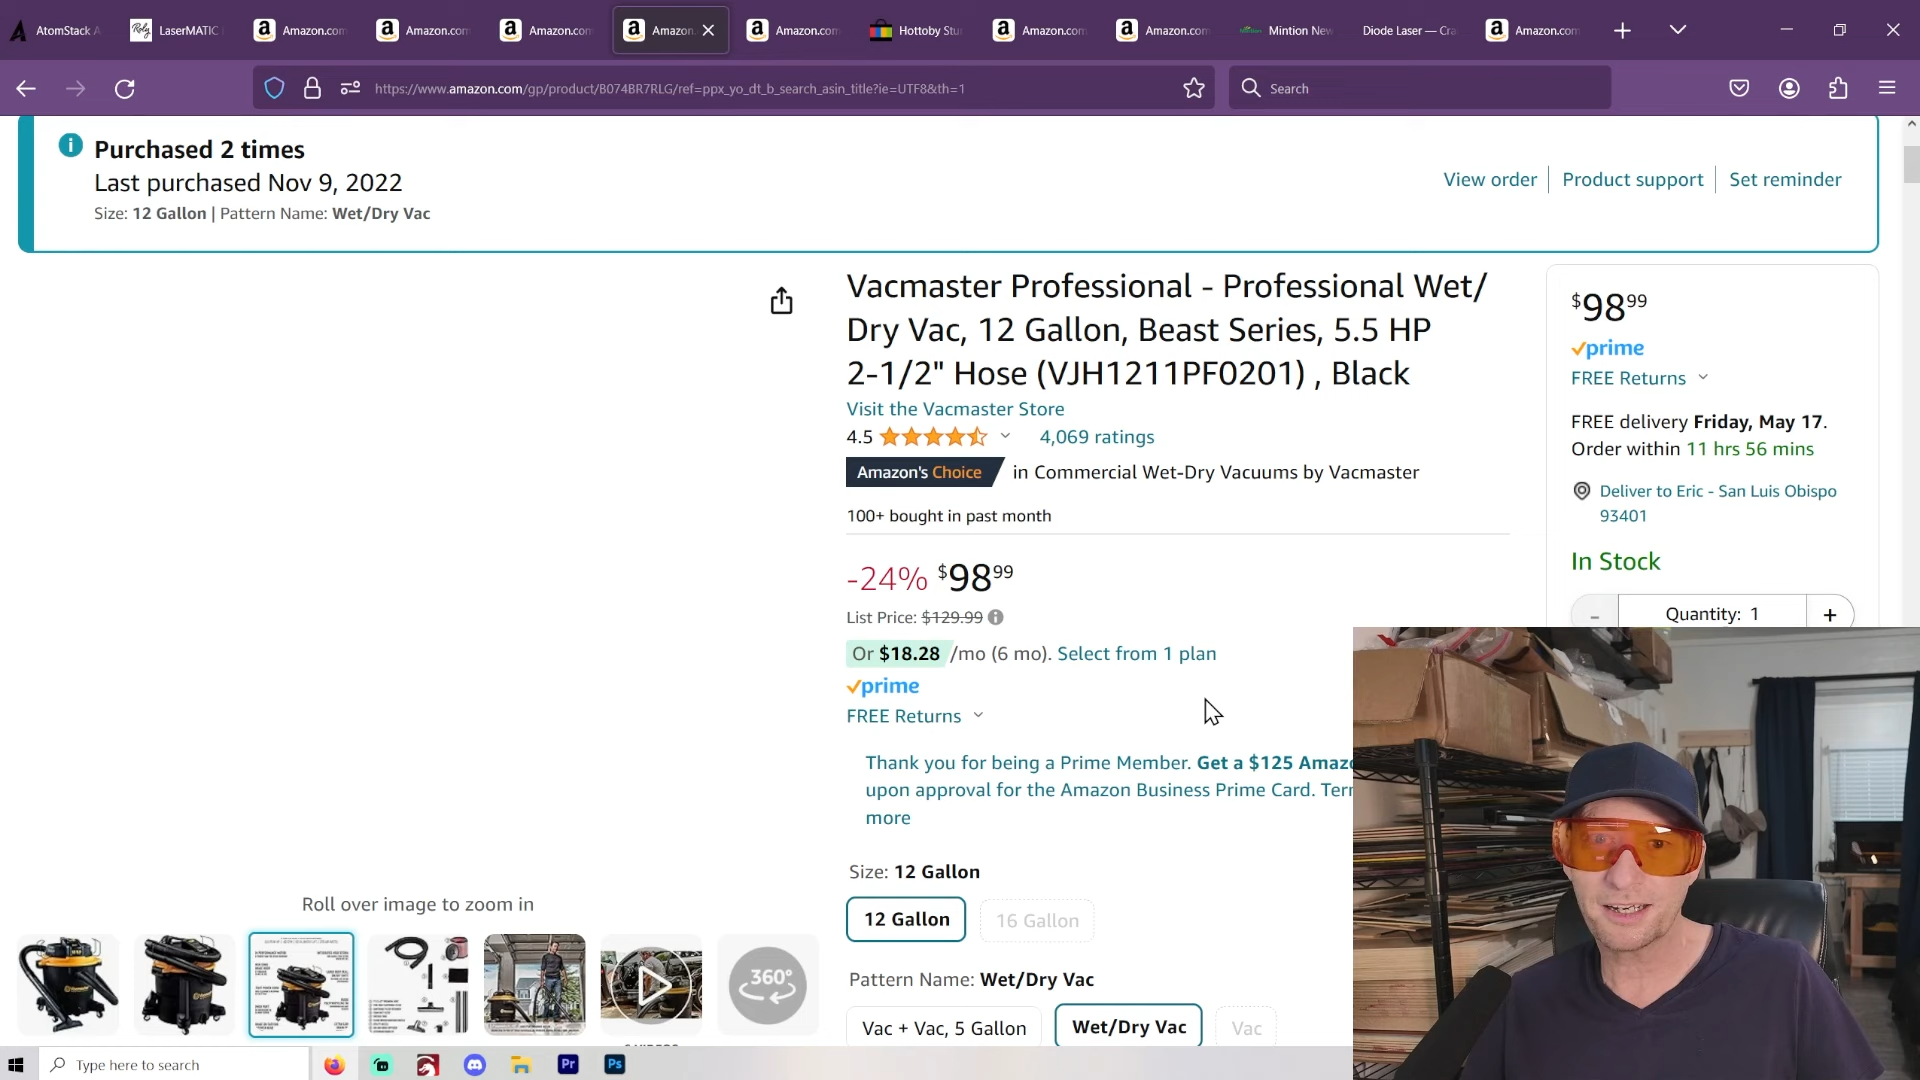 AtomStack A
LaserMATIC
Amazon.com
Amazon.com
Amazon.com
Amazon.
Amazon.com
Hottoby Stu
Amazon.com
Amazon.com
Mintion New
Diode Laser — Cra
Amazon.com
https://www.amazon.com/gp/product/B074BR7RLG/ref=ppx_yo_dt_b_search_asin_title?ie=UTF8&th=1
Search
Purchased 2 times
Last purchased Nov 9, 2022
Size: 12 Gallon | Pattern Name: Wet/Dry Vac
View order
Product support
Set reminder
Vacmaster Professional - Professional Wet/
Dry Vac, 12 Gallon, Beast Series, 5.5 HP
2-1/2" Hose (VJH1211PF0201) , Black
Visit the Vacmaster Store
4.5
4,069 ratings
Amazon's Choice in Commercial Wet-Dry Vacuums by Vacmaster
100+ bought in past month
-24% $98 99
List Price: $129.99
Or $18.28 /mo (6 mo). Select from 1 plan
prime
FREE Returns
Thank you for being a Prime Member. Get a $125 Amazo
upon approval for the Amazon Business Prime Card. Ter
more
Size: 12 Gallon
12 Gallon
16 Gallon
Pattern Name: Wet/Dry Vac
Vac + Vac, 5 Gallon
Wet/Dry Vac
Vac
$98 99
prime
FREE Returns
FREE delivery Friday, May 17.
Order within 11 hrs 56 mins
Deliver to Eric - San Luis Obispo
93401
In Stock
- Quantity: 1 +
Roll over image to zoom in
360°
Type here to search
Pr
Ps